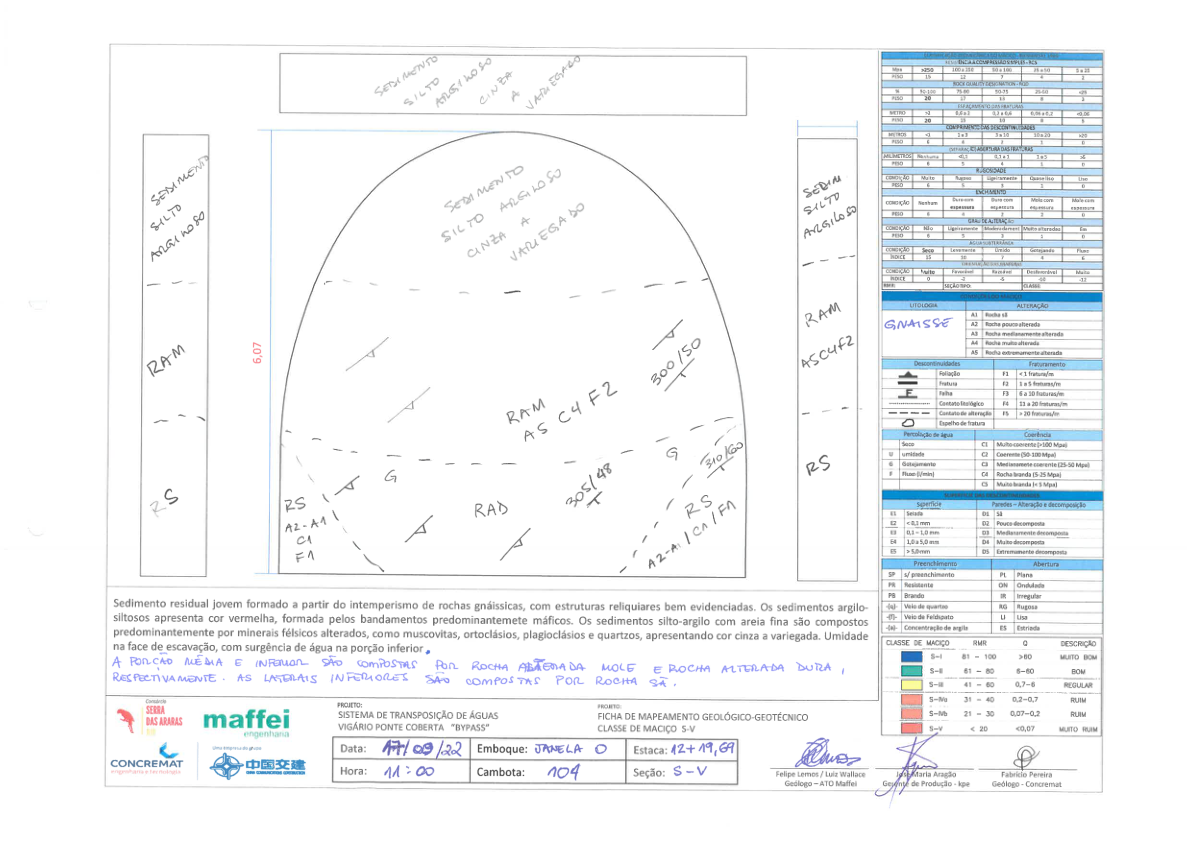 SEDIMENTO
SILTO
ARGILOSO
CINZA
A
VARIEGADO
SEDIMENTO
SILTO
ARGILOSO
RAM
RS
6,07
SEDIMENTO
SILTO ARGILOSO
CINZA A
VARIEGADO
300/50
RAM
A5 C4 F2
G
G
310/60
305/48
RAD
RS
A2-A1
C1
F1
RS
A2-A1/C1/F1
SEDIM
SILTO
ARGILOSO
RAM
A5C4F2
RS
RESISTÊNCIA A COMPRESSÃO SIMPLES - RCS
Mpa >250 100 a 250 50 a 100 25 a 50 5 a 25
PESO 15 12 7 4 2
ROCK QUALITY DESIGNATION - RQD
% 90-100 75-90 50-75 25-50 <25
PESO 20 17 13 8 3
ESPAÇAMENTO DAS FRATURAS
METRO >2 0,6 a 2 0,2 a 0,6 0,06 a 0,2 <0,06
PESO 20 15 10 8 5
COMPRIMENTO DAS DESCONTINUIDADES
METROS <1 1 a 3 3 a 10 10 a 20 >20
PESO 6 4 2 1 0
ABERTURA DAS FRATURAS
MILÍMETROS Nenhuma <0,1 0,1 a 1 1 a 5 >5
PESO 6 5 4 1 0
RUGOSIDADE
CONDIÇÃO Muito Rugoso Ligeiramente Quase liso Liso
PESO 6 5 3 1 0
ENCHIMENTO
CONDIÇÃO Nenhum Duro com espessura Duro com espessura Mole com espessura Mole com espessura
PESO 6 4 2 2 0
GRAU DE ALTERAÇÃO
CONDIÇÃO Não Ligeiramente Moderadament Muito alteradas Em
PESO 6 5 3 1 0
ÁGUA SUBTERRÂNEA
CONDIÇÃO Seco Levemente Úmido Gotejando Fluxo
ÍNDICE 15 10 7 4 0
CONDIÇÃO Muito Favorável Razoável Desfavorável Muito
ÍNDICE 0 -2 -5 -10 -12
RMR: SEÇÃO TIPO: CLASSE:
LITOLOGIA ALTERAÇÃO
GNAISSE
A1 Rocha sã
A2 Rocha pouco alterada
A3 Rocha medianamente alterada
A4 Rocha muito alterada
A5 Rocha extremamente alterada
Descontinuidades Fraturamento
Foliação F1 < 1 fratura/m
Fratura F2 1 a 5 fraturas/m
F Falha F3 6 a 10 fraturas/m
Contato litológico F4 11 a 20 fraturas/m
Contato de alteração F5 > 20 fraturas/m
Espelho de fratura
Percolação de água Coerência
Seco C1 Muito coerente (>100 Mpa)
U umidade C2 Coerente (50-100 Mpa)
G Gotejamento C3 Medianamete coerente (25-50 Mpa)
F Fluxo (l/min) C4 Rocha branda (5-25 Mpa)
C5 Muito branda (< 5 Mpa)
Superfície Paredes – Alteração e decomposição
E1 Selada D1 Sã
E2 < 0,1 mm D2 Pouco decomposta
E3 0,1 – 1,0 mm D3 Medianamente decomposta
E4 1,0 a 5,0 mm D4 Muito decomposta
E5 > 5,0 mm D5 Extremamente decomposta
Preenchimento Abertura
SP s/ preenchimento PL Plana
PR Resistente ON Ondulada
PB Brando IR Irregular
-(q)- Veio de quartzo RG Rugosa
-(f)- Veio de Feldspato LI Lisa
-(a)- Concentração de argila ES Estriada
CLASSE DE MACIÇO RMR Q DESCRIÇÃO
S-I 81 – 100 >60 MUITO BOM
S-II 61 – 80 6–60 BOM
S-III 41 – 60 0,7–6 REGULAR
S-IVa 31 – 40 0,2–0,7 RUIM
S-IVb 21 – 30 0,07–0,2 RUIM
S-V < 20 <0,07 MUITO RUIM
Sedimento residual jovem formado a partir do intemperismo de rochas gnáissicas, com estruturas reliquiares bem evidenciadas. Os sedimentos argilo-
siltosos apresenta cor vermelha, formada pelos bandamentos predominantemete máficos. Os sedimentos silto-argilo com areia fina são compostos
predominantemente por minerais félsicos alterados, como muscovitas, ortoclásios, plagioclásios e quartzos, apresentando cor cinza a variegada. Umidade
na face de escavação, com surgência de água na porção inferior.
A PORCÃO MÉDIA E INFERIOR SÃO COMPOSTAS POR ROCHA ALTERADA MOLE E ROCHA ALTERADA DURA,
RESPECTIVAMENTE. AS LATERAIS INFERIORES SÃO COMPOSTAS POR ROCHA SÃ.
SERRA
DAS ARARAS
maffei
engenharia
CONCREMAT
engenharia e tecnologia
中国交建
PROJETO:
SISTEMA DE TRANSPOSIÇÃO DE ÁGUAS
VIGÁRIO PONTE COBERTA "BYPASS"
PROJETO:
FICHA DE MAPEAMENTO GEOLÓGICO-GEOTÉCNICO
CLASSE DE MACIÇO S-V
Data: 17/09/22 Emboque: JANELA O Estaca: 12+19,69
Hora: 11:00 Cambota: 104 Seção: S-V
Felipe Lemos / Luiz Wallace
Geólogo – ATO Maffei
José Maria Aragão
Gerente de Produção - kpe
Fabrício Pereira
Geólogo - Concremat